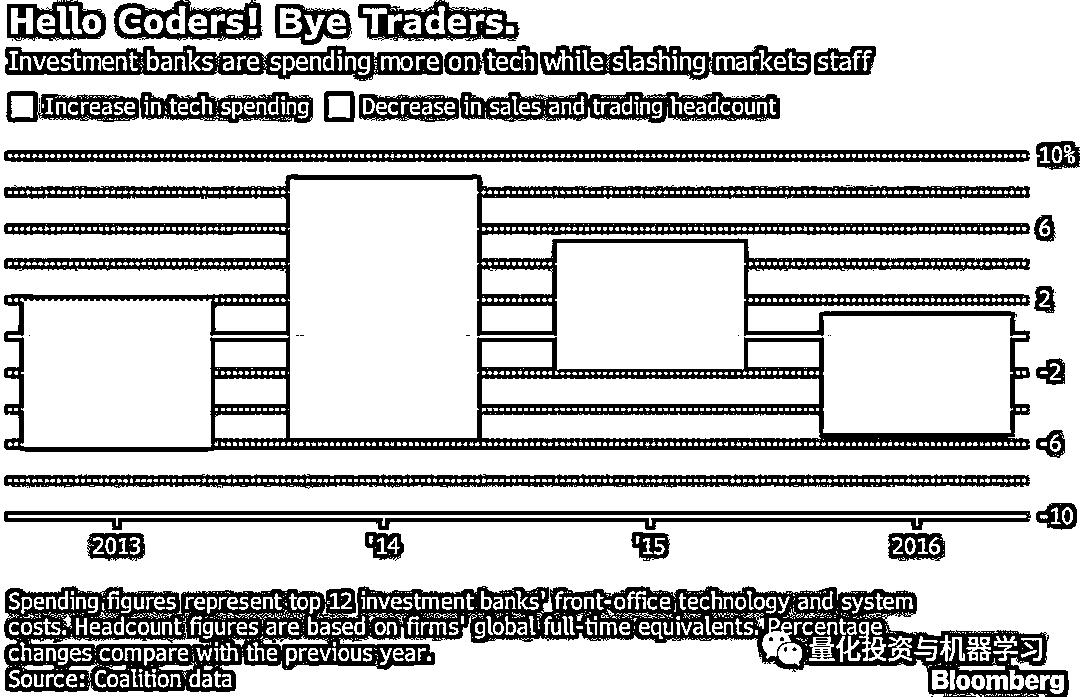 Hello Coders! Bye Traders.
Investment banks are spending more on tech while slashing markets staff
Increase in tech spending Decrease in sales and trading headcount
10%
6
2
-2
-6
-10
2013 '14 '15 2016
Spending figures represent top 12 investment banks' front-office technology and system
costs. Headcount figures are based on firms' global full-time equivalents. Percentage
changes compare with the previous year.
Source: Coalition data
量化投资与机器学习
Bloomberg